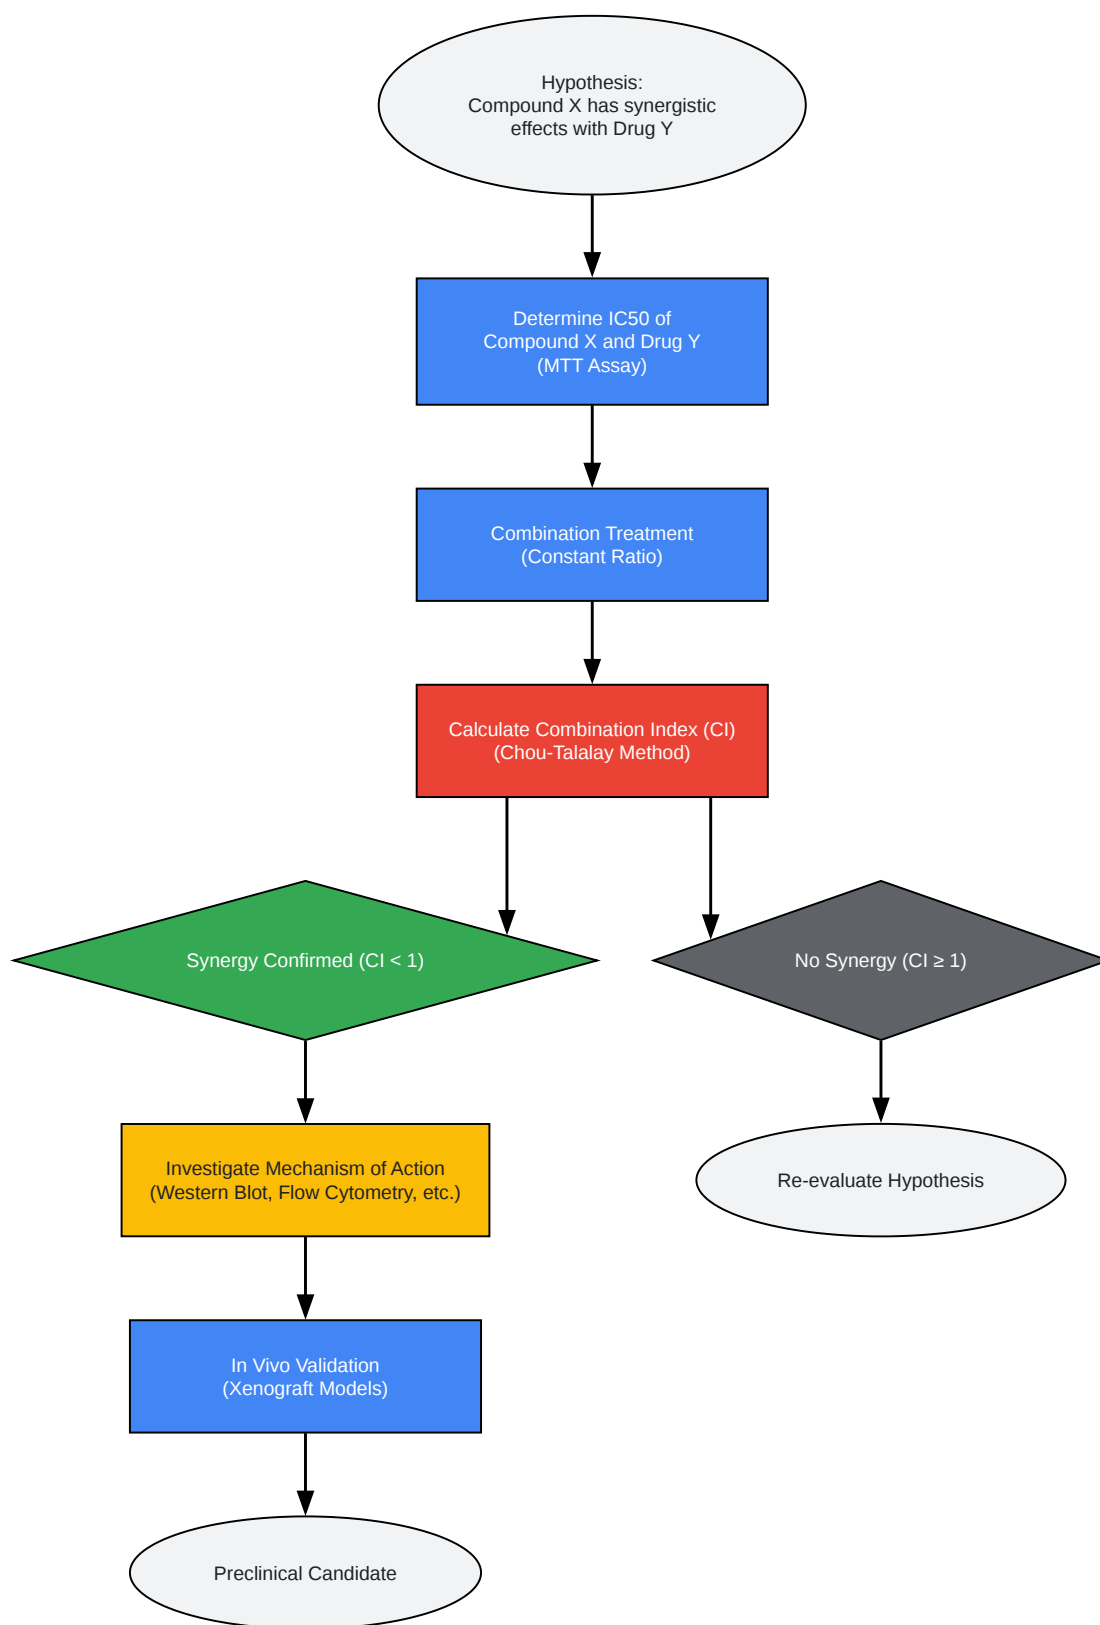 Hypothesis:
Compound X has synergistic
effects with Drug Y
Determine IC50 of
Compound X and Drug Y
(MTT Assay)
Combination Treatment
(Constant Ratio)
Calculate Combination Index (CI)
(Chou-Talalay Method)
Synergy Confirmed (CI < 1)
No Synergy (CI ≥ 1)
Investigate Mechanism of Action
(Western Blot, Flow Cytometry, etc.)
Re-evaluate Hypothesis
In Vivo Validation
(Xenograft Models)
Preclinical Candidate